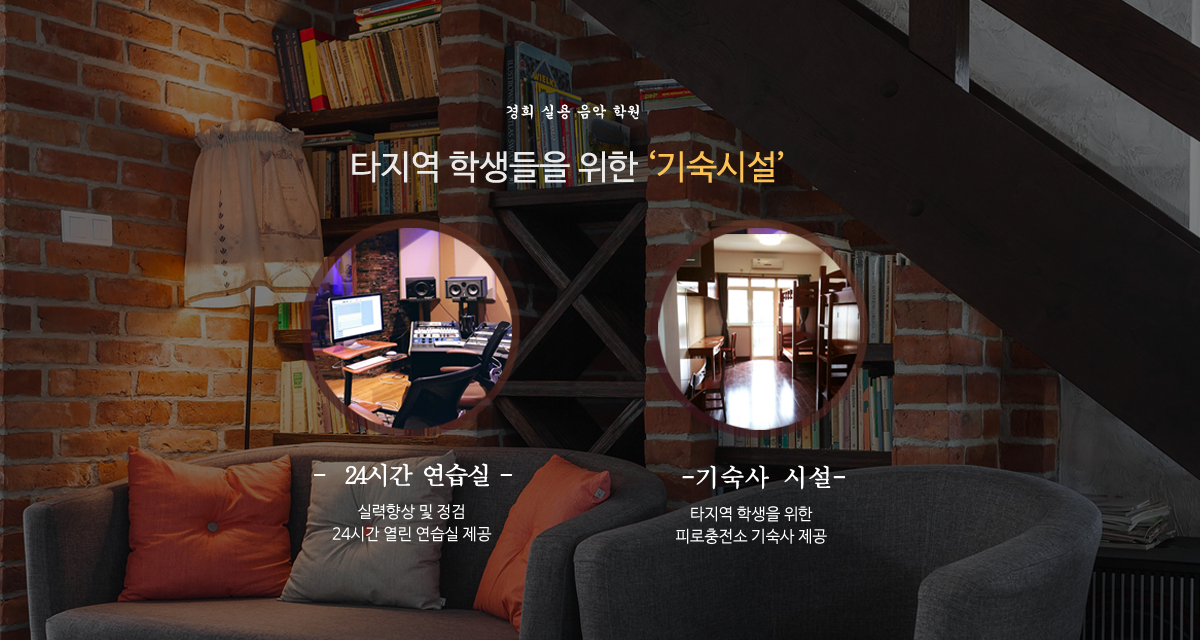 경희 실용 음악 학원
타지역 학생들을 위한 ‘기숙시설’
WIELKI
- 24시간 연습실 -
실력향상 및 정검
24시간 열린 연습실 제공
-기숙사 시설-
타지역 학생을 위한
피로충전소 기숙사 제공